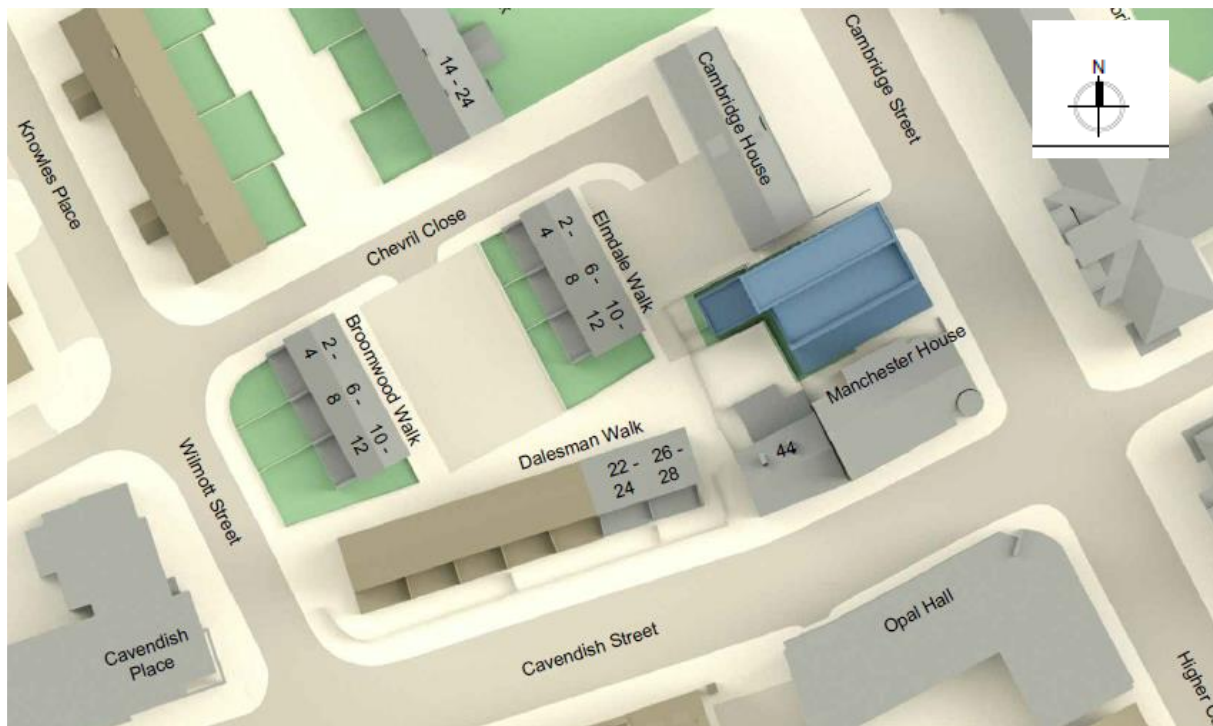 Cambridge Street
N
14 - 24
Cambridge House
Knowles Place
Chevril Close
Elmdale Walk
2 -
4
6 -
8
10 -
12
Broomwood Walk
2 -
4
6 -
8
10 -
12
Manchester House
Dalesman Walk
44
22 -
24
26 -
28
Wilmott Street
Cavendish
Place
Cavendish Street
Opal Hall
Higher